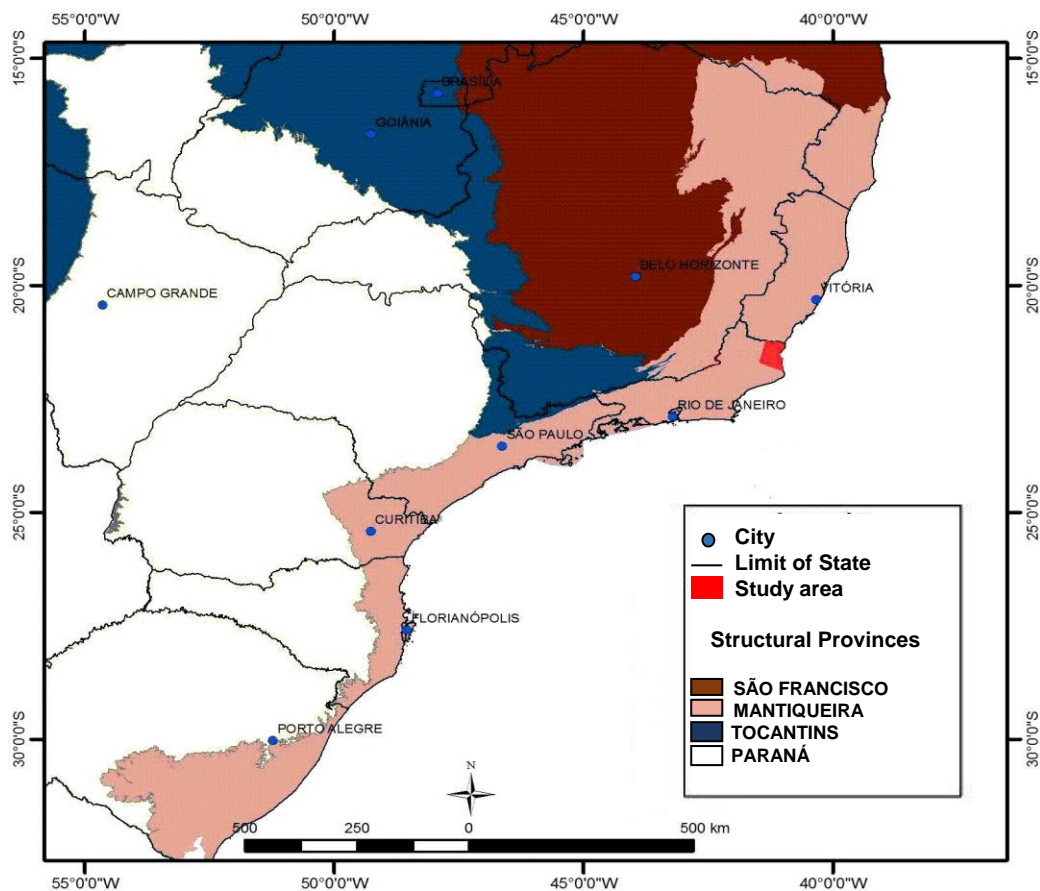 55°0'0"W 50°0'0"W 45°0'0"W 40°0'0"W
15°0'0"S 15°0'0"S
BRASÍLIA
GOIÂNIA
BELO HORIZONTE
20°0'0"S 20°0'0"S
CAMPO GRANDE
VITÓRIA
RIO DE JANEIRO
SÃO PAULO
25°0'0"S 25°0'0"S
CURITIBA
City
Limit of State
Study area
FLORIANÓPOLIS
Structural Provinces
SÃO FRANCISCO
MANTIQUEIRA
TOCANTINS
PARANÁ
30°0'0"S 30°0'0"S
PORTO ALEGRE
N
500 250 0 500 km
55°0'0"W 50°0'0"W 45°0'0"W 40°0'0"W